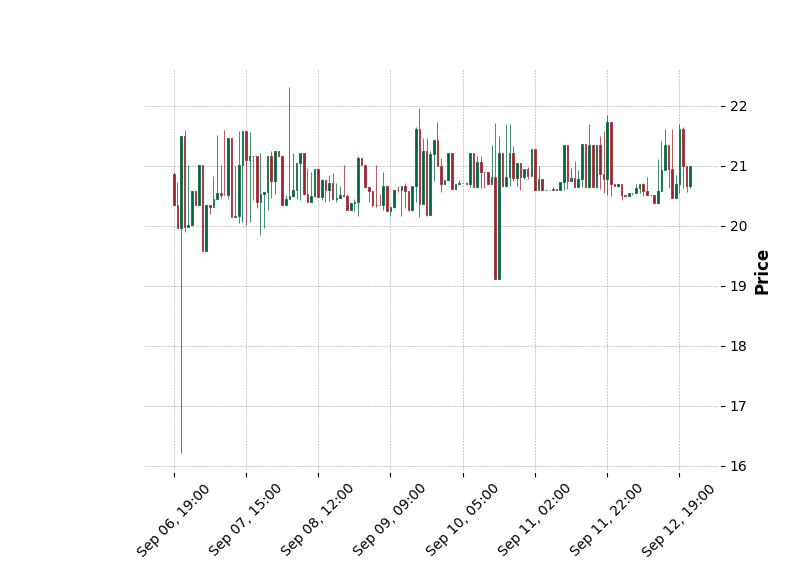 22
21
20
19
18
17
16
Price
Sep 06, 19:00
Sep 07, 15:00
Sep 08, 12:00
Sep 09, 09:00
Sep 10, 05:00
Sep 11, 02:00
Sep 11, 22:00
Sep 12, 19:00